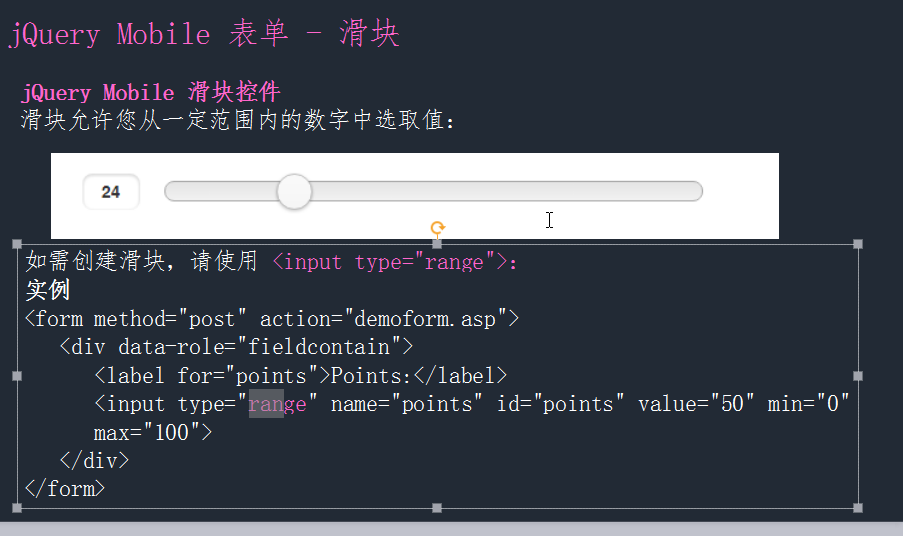 jQuery Mobile 表单 - 滑块
jQuery Mobile 滑块控件
滑块允许您从一定范围内的数字中选取值:
24
如需创建滑块，请使用 <input type="range">:
实例
<form method="post" action="demoform.asp">
<div data-role="fieldcontain">
<label for="points">Points:</label>
<input type="range" name="points" id="points" value="50" min="0"
max="100">
</div>
</form>